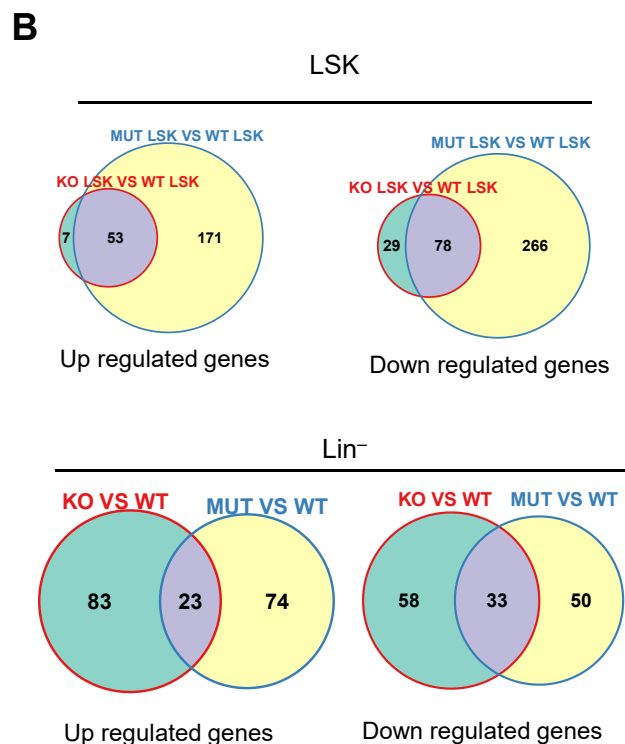 B
LSK
MUT LSK VS WT LSK
KO LSK VS WT LSK
7
53
171
Up regulated genes
MUT LSK VS WT LSK
KO LSK VS WT LSK
29
78
266
Down regulated genes
Lin⁻
KO VS WT
MUT VS WT
83
23
74
Up regulated genes
KO VS WT
MUT VS WT
58
33
50
Down regulated genes